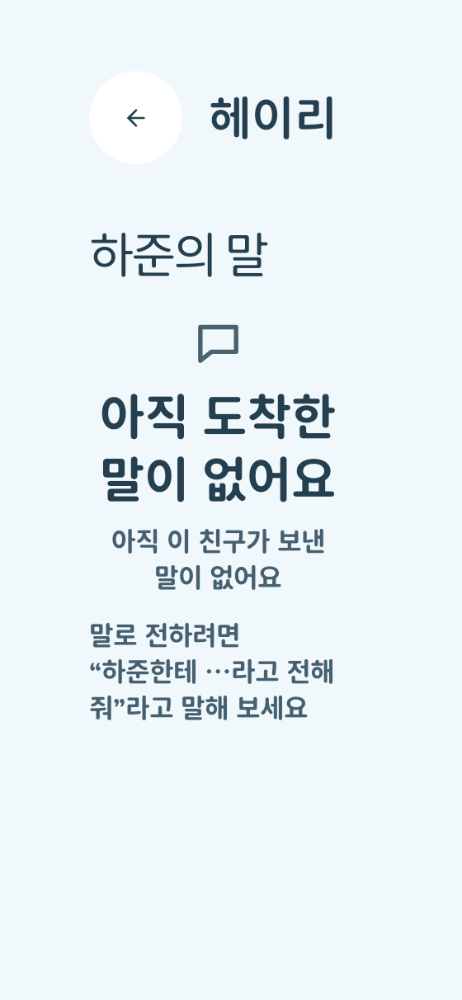 헤이리
하준의 말
아직 도착한
말이 없어요
아직 이 친구가 보낸
말이 없어요
말로 전하려면
“하준한테 …라고 전해
줘”라고 말해 보세요